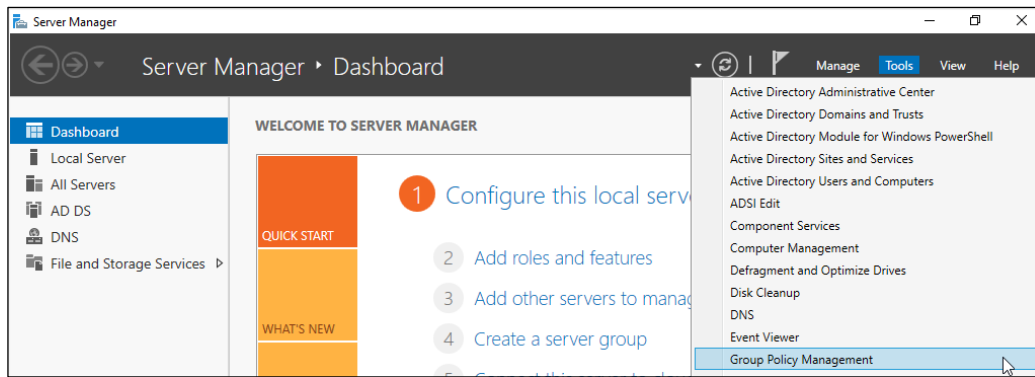 Server Manager
Server Manager ‣ Dashboard
Manage Tools View Help
Dashboard
Local Server
All Servers
AD DS
DNS
File and Storage Services
WELCOME TO SERVER MANAGER
QUICK START
WHAT'S NEW
1 Configure this local serv
2 Add roles and features
3 Add other servers to manag
4 Create a server group
Active Directory Administrative Center
Active Directory Domains and Trusts
Active Directory Module for Windows PowerShell
Active Directory Sites and Services
Active Directory Users and Computers
ADSI Edit
Component Services
Computer Management
Defragment and Optimize Drives
Disk Cleanup
DNS
Event Viewer
Group Policy Management